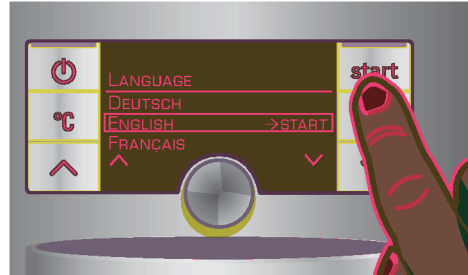 start
LANGUAGE
DEUTSCH
°C
ENGLISH →START
FRANÇAIS